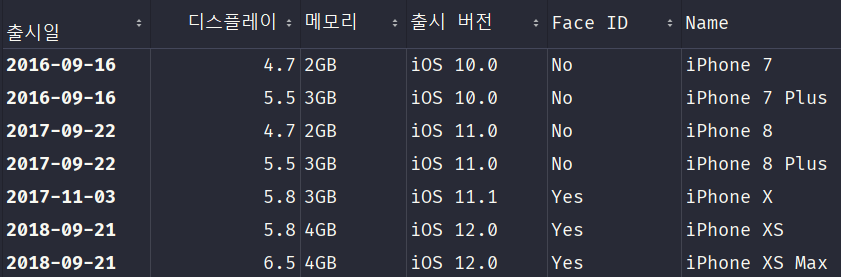 출시일 디스플레이 메모리 출시 버전 Face ID Name
2016-09-16 4.7 2GB iOS 10.0 No iPhone 7
2016-09-16 5.5 3GB iOS 10.0 No iPhone 7 Plus
2017-09-22 4.7 2GB iOS 11.0 No iPhone 8
2017-09-22 5.5 3GB iOS 11.0 No iPhone 8 Plus
2017-11-03 5.8 3GB iOS 11.1 Yes iPhone X
2018-09-21 5.8 4GB iOS 12.0 Yes iPhone XS
2018-09-21 6.5 4GB iOS 12.0 Yes iPhone XS Max